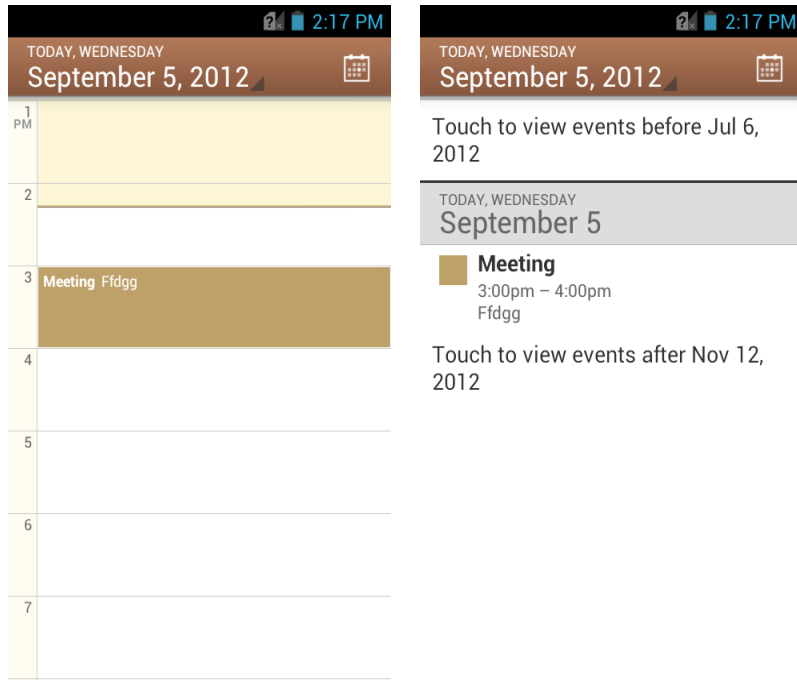 2:17 PM
TODAY, WEDNESDAY
September 5, 2012
1
PM
2
3
Meeting Ffdgg
4
5
6
7
2:17 PM
TODAY, WEDNESDAY
September 5, 2012
Touch to view events before Jul 6,
2012
TODAY, WEDNESDAY
September 5
Meeting
3:00pm – 4:00pm
Ffdgg
Touch to view events after Nov 12,
2012